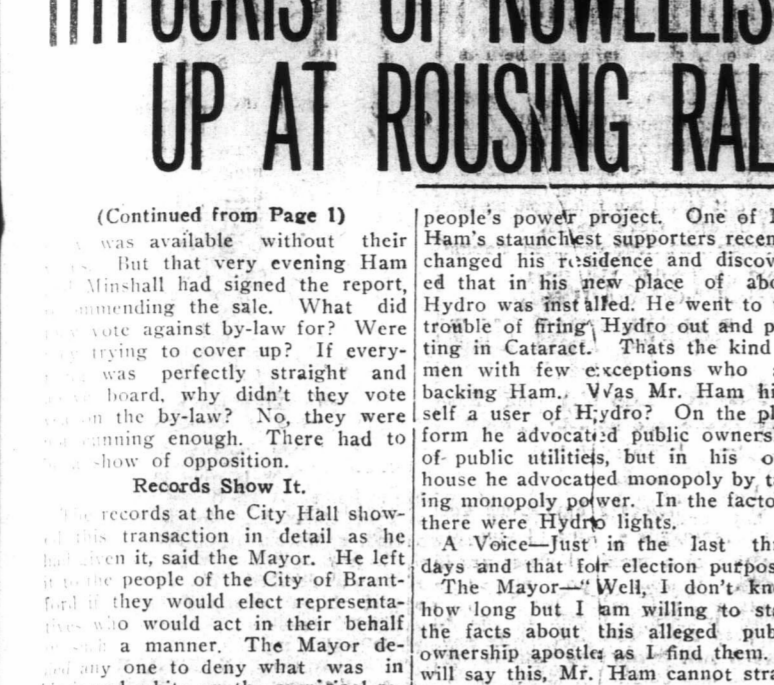 UP AT ROUSING
(Continued from Page 1)
was available without their
But that very evening Ham
Minshall had signed the report,
the sale. What did
vote against by-law for? Were
trying to cover up? If every-
was perfectly straight and
board, why didn't they vote
on the by-law? No, they were
cunning enough. There had to
show of opposition.
Records Show It.
The records at the City Hall show-
this transaction in detail as he
given it, said the Mayor. He left
it to the people of the City of Brant-
ford if they would elect representa-
who would act in their behalf
a manner. The Mayor de-
any one to deny what was in
people's power project. One of
Ham's staunchest supporters recen
changed his residence and discov
ed that in his new place of abo
Hydro was installed. He went to
trouble of firing Hydro out and p
ting in Cataract. Thats the kind
men with few exceptions who
backing Ham. Was Mr. Ham hi
self a user of Hydro? On the pl
form he advocated public owners
of public utilities, but in his o
house he advocated monopoly by t
ing monopoly power. In the facto
there were Hydro lights.
A Voice—Just in the last th
days and that for election purpos
The Mayor—"Well, I don't kn
how long but I am willing to st
the facts about this alleged pub
ownership apostle as I find them.
will say this, Mr. Ham cannot stra